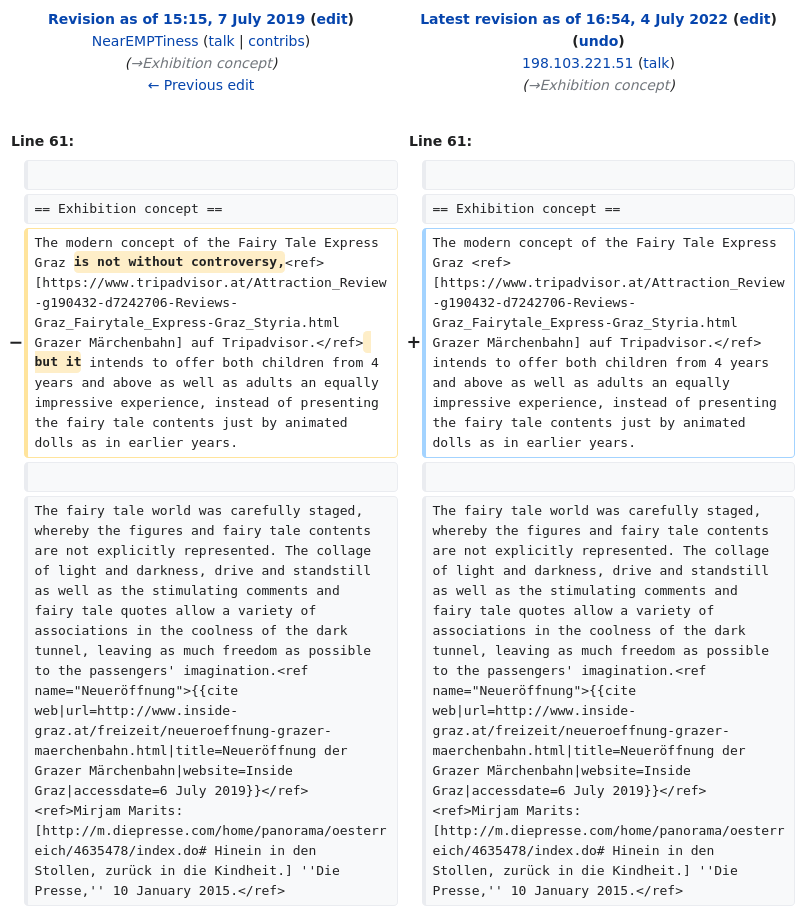 Revision as of 15:15, 7 July 2019 (edit)
NearEMPTiness (talk | contribs)
(→Exhibition concept)
← Previous edit
Latest revision as of 16:54, 4 July 2022 (edit)
(undo)
198.103.221.51 (talk)
(→Exhibition concept)
Line 61:
Line 61:
== Exhibition concept ==
== Exhibition concept ==
−
The modern concept of the Fairy Tale Express
Graz is not without controversy,<ref>
[https://www.tripadvisor.at/Attraction_Review
-g190432-d7242706-Reviews-
Graz_Fairytale_Express-Graz_Styria.html
Grazer Märchenbahn] auf Tripadvisor.</ref>
but it intends to offer both children from 4
years and above as well as adults an equally
impressive experience, instead of presenting
the fairy tale contents just by animated
dolls as in earlier years.
+
The modern concept of the Fairy Tale Express
Graz <ref>
[https://www.tripadvisor.at/Attraction_Review
-g190432-d7242706-Reviews-
Graz_Fairytale_Express-Graz_Styria.html
Grazer Märchenbahn] auf Tripadvisor.</ref>
intends to offer both children from 4 years
and above as well as adults an equally
impressive experience, instead of presenting
the fairy tale contents just by animated
dolls as in earlier years.
The fairy tale world was carefully staged,
whereby the figures and fairy tale contents
are not explicitly represented. The collage
of light and darkness, drive and standstill
as well as the stimulating comments and
fairy tale quotes allow a variety of
associations in the coolness of the dark
tunnel, leaving as much freedom as possible
to the passengers' imagination.<ref
name="Neueröffnung">{{cite
web|url=http://www.inside-
graz.at/freizeit/neueroeffnung-grazer-
maerchenbahn.html|title=Neueröffnung der
Grazer Märchenbahn|website=Inside
Graz|accessdate=6 July 2019}}</ref>
<ref>Mirjam Marits:
[http://m.diepresse.com/home/panorama/oesterr
eich/4635478/index.do# Hinein in den
Stollen, zurück in die Kindheit.] ''Die
Presse,'' 10 January 2015.</ref>
The fairy tale world was carefully staged,
whereby the figures and fairy tale contents
are not explicitly represented. The collage
of light and darkness, drive and standstill
as well as the stimulating comments and
fairy tale quotes allow a variety of
associations in the coolness of the dark
tunnel, leaving as much freedom as possible
to the passengers' imagination.<ref
name="Neueröffnung">{{cite
web|url=http://www.inside-
graz.at/freizeit/neueroeffnung-grazer-
maerchenbahn.html|title=Neueröffnung der
Grazer Märchenbahn|website=Inside
Graz|accessdate=6 July 2019}}</ref>
<ref>Mirjam Marits:
[http://m.diepresse.com/home/panorama/oesterr
eich/4635478/index.do# Hinein in den
Stollen, zurück in die Kindheit.] ''Die
Presse,'' 10 January 2015.</ref>